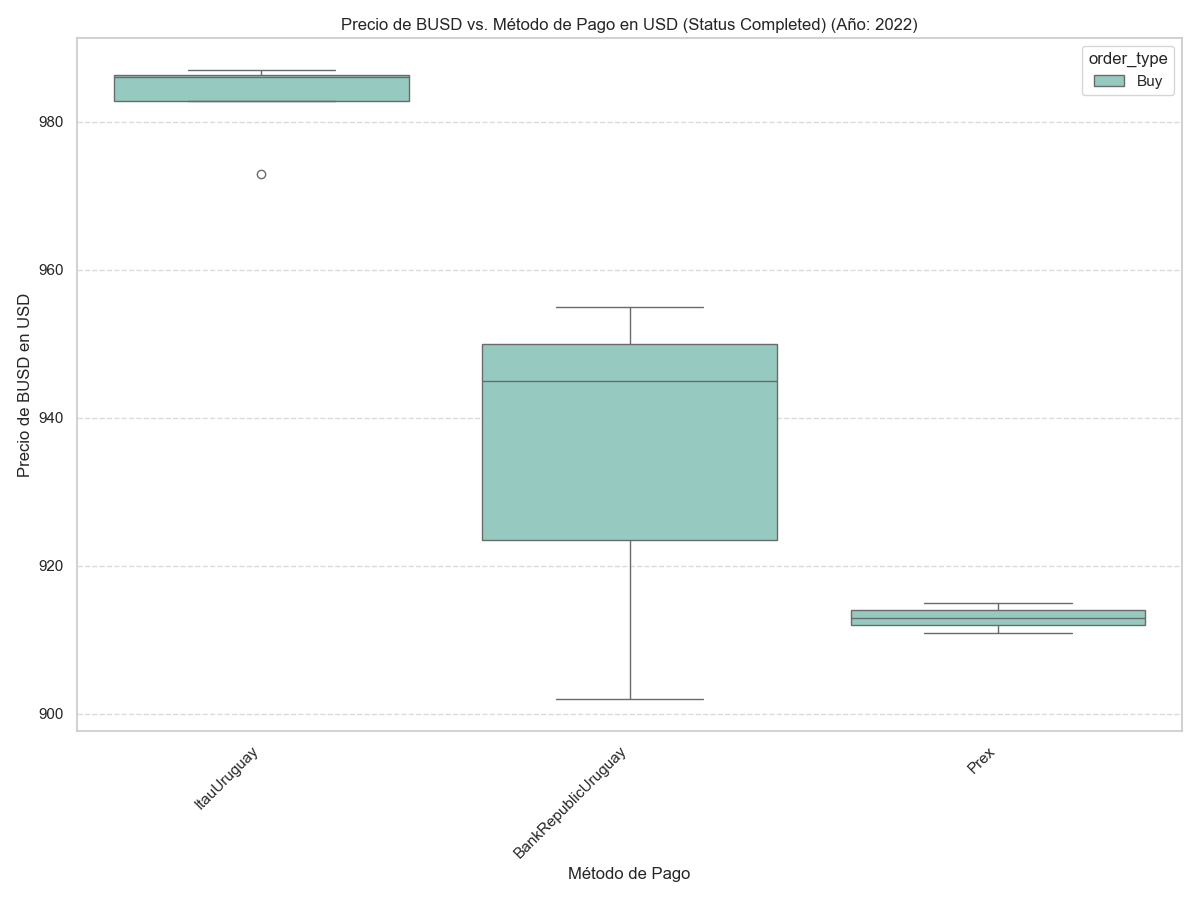 Precio de BUSD vs. Método de Pago en USD (Status Completed) (Año: 2022)
order_type
Buy
Precio de BUSD en USD
980
960
940
920
900
ItauUruguay
BankRepublicUruguay
Prex
Método de Pago